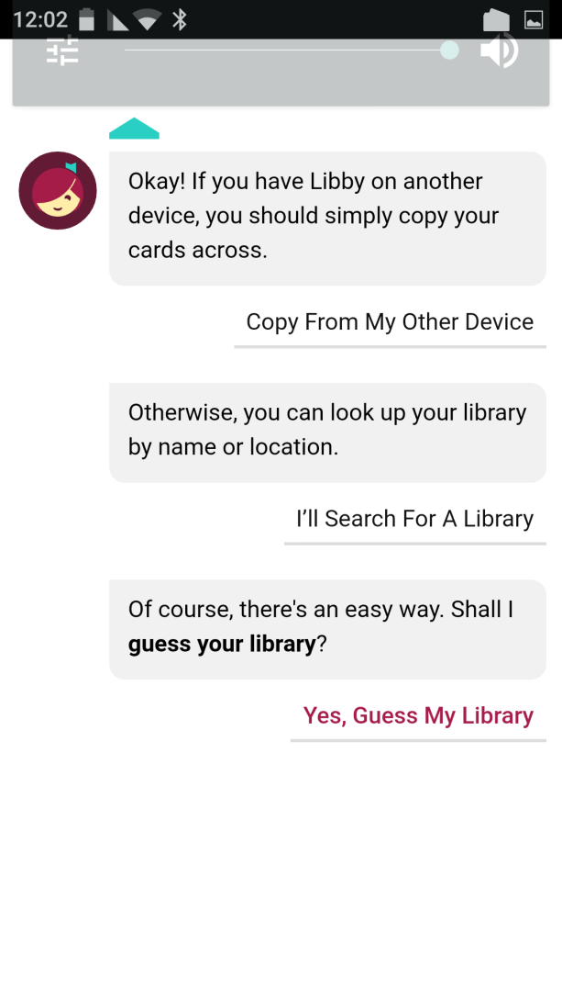 12:02
Okay! If you have Libby on another
device, you should simply copy your
cards across.
Copy From My Other Device
Otherwise, you can look up your library
by name or location.
I’ll Search For A Library
Of course, there's an easy way. Shall I
guess your library?
Yes, Guess My Library